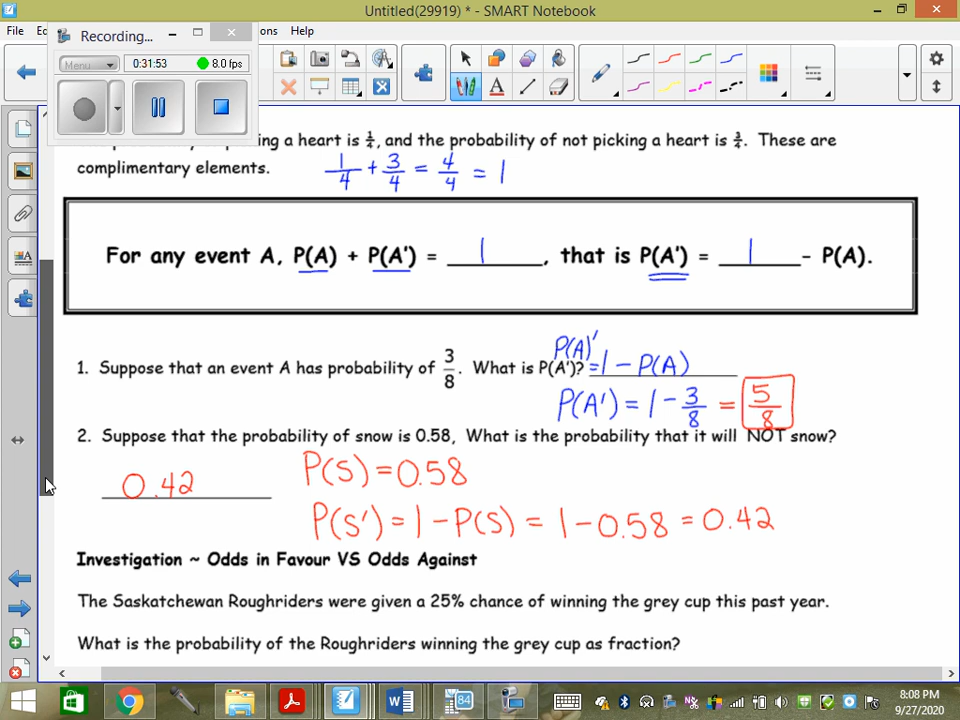 Untitled(29919) * - SMART Notebook
File
Help
Recording...
Menu
0:31:53
8.0 fps
ing a heart is 1/4, and the probability of not picking a heart is 3/4. These are
complimentary elements.
1/4 + 3/4 = 4/4 = 1
For any event A, P(A) + P(A') = 1, that is P(A') = 1 - P(A).
1. Suppose that an event A has probability of 3/8. What is P(A')?
P(A)' = 1 - P(A)
P(A') = 1 - 3/8 = 5/8
2. Suppose that the probability of snow is 0.58, What is the probability that it will NOT snow?
0.42
P(S) = 0.58
P(S') = 1 - P(S) = 1 - 0.58 = 0.42
Investigation ~ Odds in Favour VS Odds Against
The Saskatchewan Roughriders were given a 25% chance of winning the grey cup this past year.
What is the probability of the Roughriders winning the grey cup as fraction?
84
8:08 PM
9/27/2020